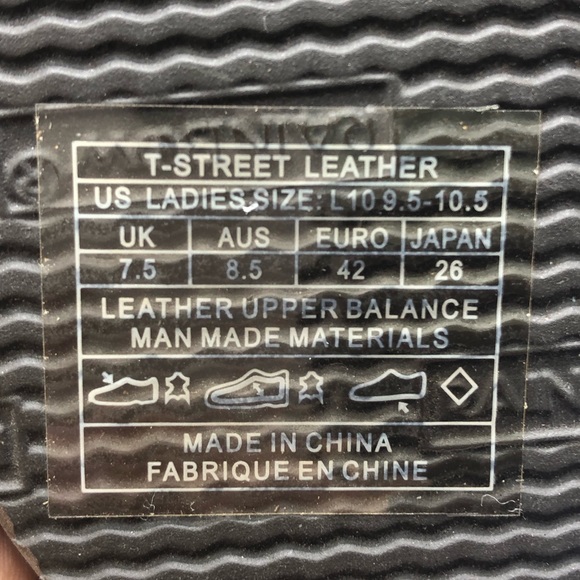 T-STREET LEATHER
US LADIES SIZE: L10 9.5-10.5
UK AUS EURO JAPAN
7.5 8.5 42 26
LEATHER UPPER BALANCE
MAN MADE MATERIALS
MADE IN CHINA
FABRIQUE EN CHINE